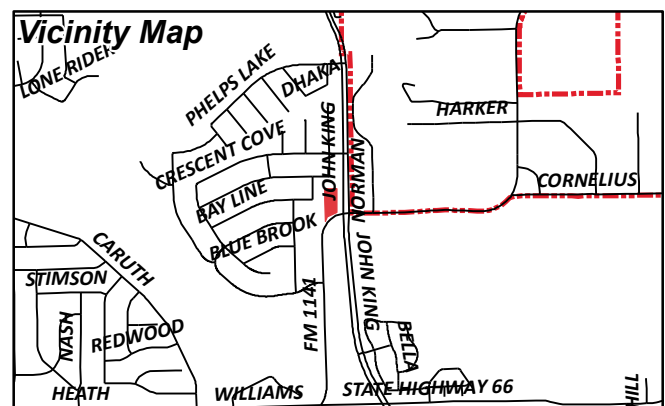 Vicinity Map
LONE RIDER
PHELPS LAKE
DHAKA
HARKER
CRESCENT COVE
JOHN KING
NORMAN
CORNELIUS
BAY LINE
BLUE BROOK
CARUTH
JOHN KING
STIMSON
FM 1141
NASH
REDWOOD
BELLA
HEATH
WILLIAMS
STATE HIGHWAY 66
HILL